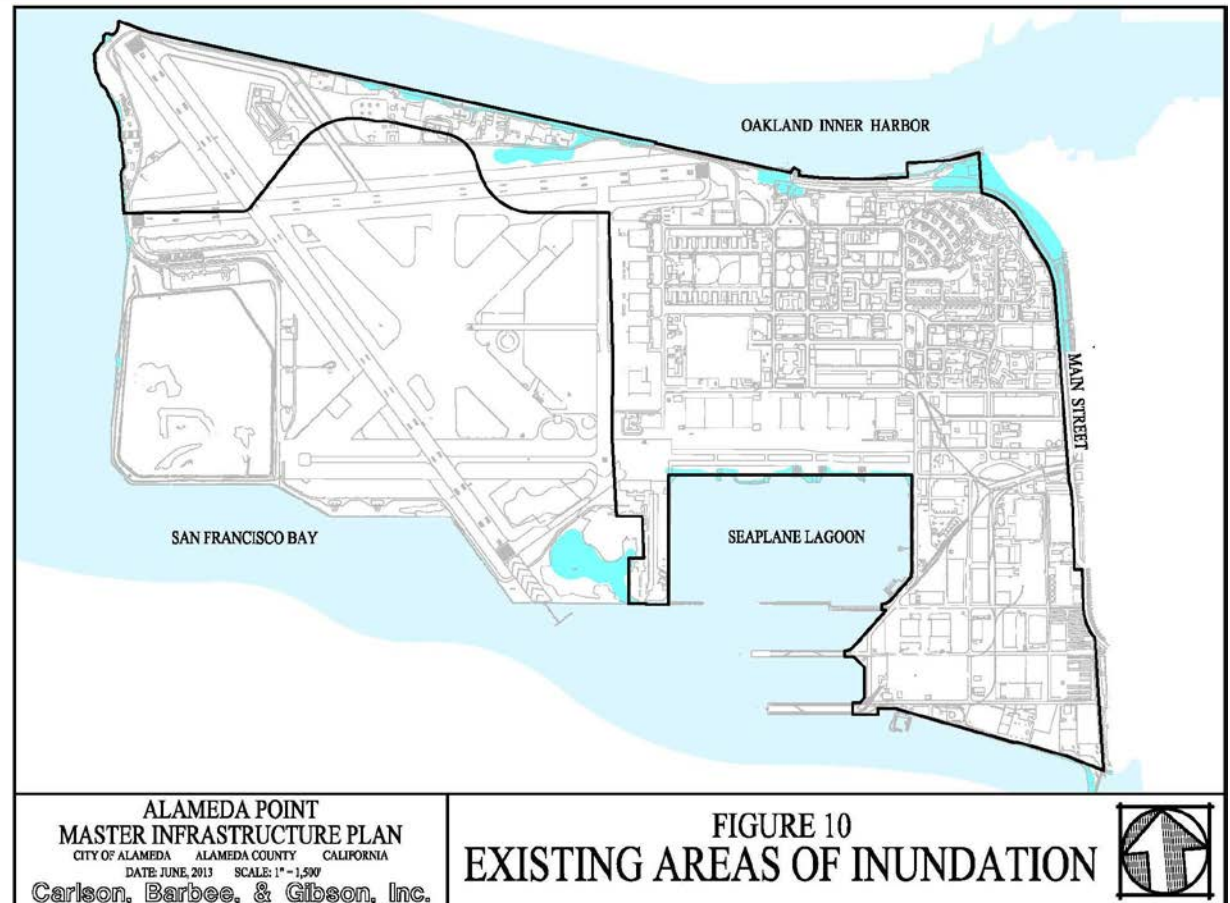 OAKLAND INNER HARBOR
MAIN STREET
SAN FRANCISCO BAY
SEAPLANE LAGOON
ALAMEDA POINT
MASTER INFRASTRUCTURE PLAN
CITY OF ALAMEDA ALAMEDA COUNTY CALIFORNIA
DATE: JUNE, 2013 SCALE: 1" = 1,500'
Carlson, Barbee, & Gibson, Inc.
FIGURE 10
EXISTING AREAS OF INUNDATION